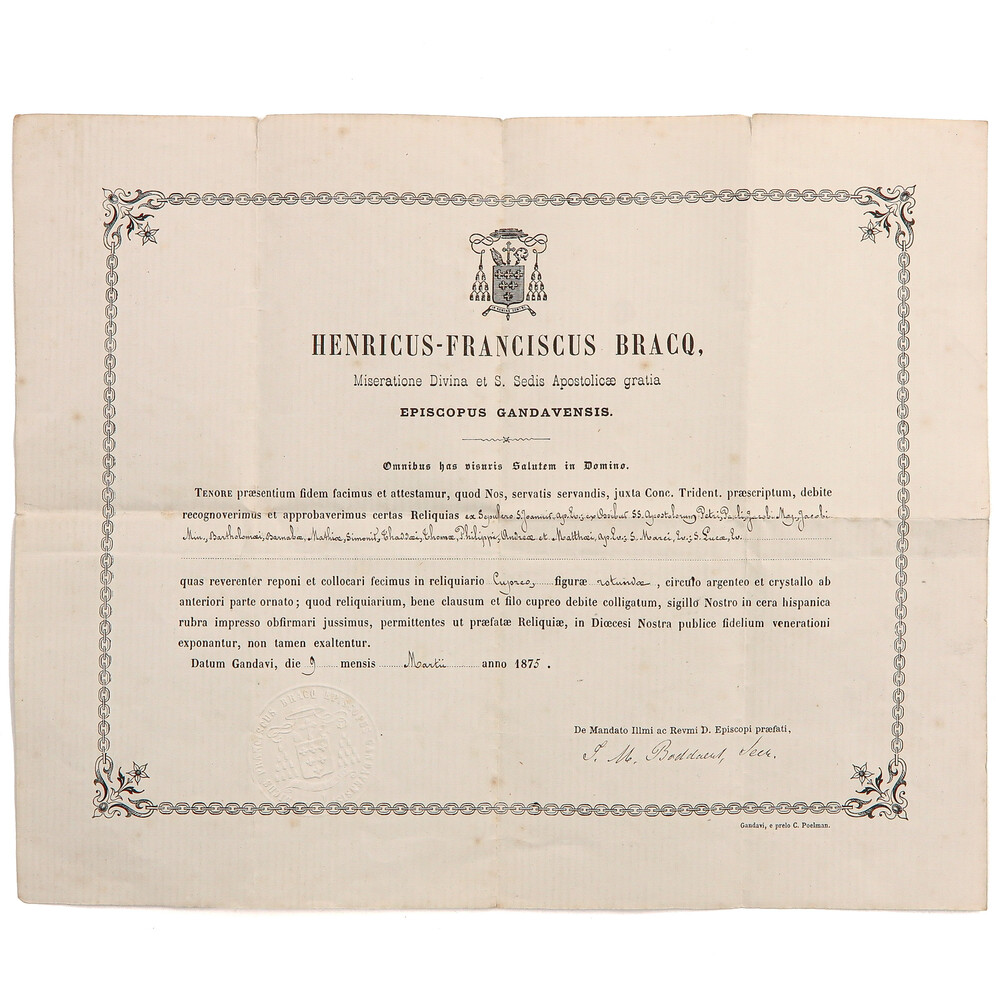 HENRICUS-FRANCISCUS BRACQ,
Miseratione Divina et S. Sedis Apostolicæ gratia
EPISCOPUS GANDAVENSIS.
Omnibus has visuris Salutem in Domino.
TENORE præsentium fidem facimus et attestamur, quod Nos, servatis servandis, juxta Conc. Trident. præscriptum, debite
recognoverimus et approbaverimus certas Reliquias ex Sepulcro S. Joannis, Ap. Ev.; ex Ossibus SS. Apostolorum Petri, Pauli, Jacobi Maj. Jacobi
Min., Bartholomæi, Barnabæ, Mathiæ, Simonis, Thaddæi, Thomæ, Philippi, Andreæ et Matthæi, Ap. Ev.; S. Marci, Ev.; S. Lucæ, Ev.
quas reverenter reponi et collocari fecimus in reliquiario Cupreo, figuræ rotundæ, circulo argenteo et crystallo ab
anteriori parte ornato; quod reliquiarium, bene clausum et filo cupreo debite colligatum, sigillo Nostro in cera hispanica
rubra impresso obfirmari jussimus, permittentes ut præfatæ Reliquiæ, in Diœcesi Nostra publice fidelium venerationi
exponantur, non tamen exaltentur.
Datum Gandavi, die 9 mensis Martii anno 1875.
De Mandato Illmi ac Revmi D. Episcopi præfati,
J. M. Boddaert, Secr.
Gandavi, e prelo C. Poelman.